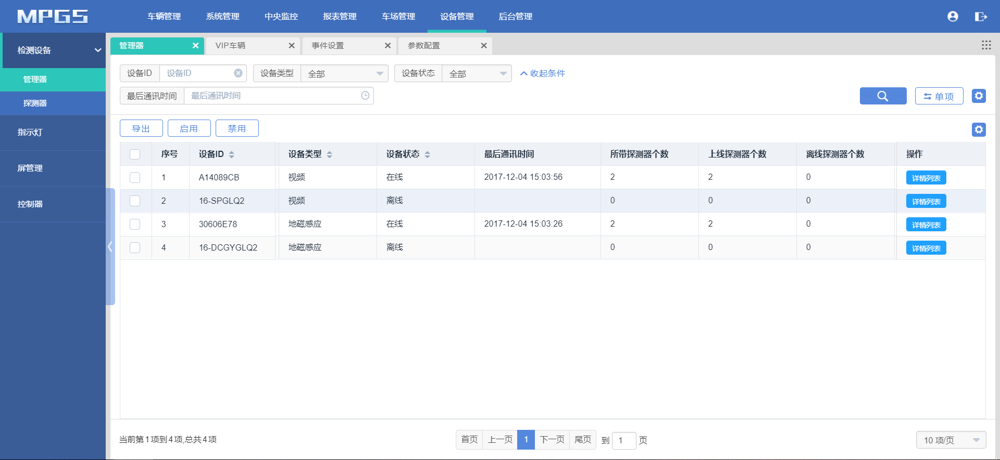 MPGS 车辆管理 系统管理 中央监控 报表管理 车场管理 设备管理 后台管理
检测设备
管理器
探测器
指示灯
屏管理
控制器
管理器 VIP车辆 事件设置 参数配置
设备ID 设备ID 设备类型 全部 设备状态 全部 收起条件
最后通讯时间 最后通讯时间 单项
导出 启用 禁用
序号 设备ID 设备类型 设备状态 最后通讯时间 所带探测器个数 上线探测器个数 离线探测器个数 操作
1 A14089CB 视频 在线 2017-12-04 15:03:56 2 2 0 详情列表
2 16-SPGLQ2 视频 离线 0 0 0 详情列表
3 30606E78 地磁感应 在线 2017-12-04 15:03:26 2 2 0 详情列表
4 16-DCGYGLQ2 地磁感应 离线 0 0 0 详情列表
当前第1项到4项,总共4项 首页 上一页 1 下一页 尾页 到 1 页 10 项/页